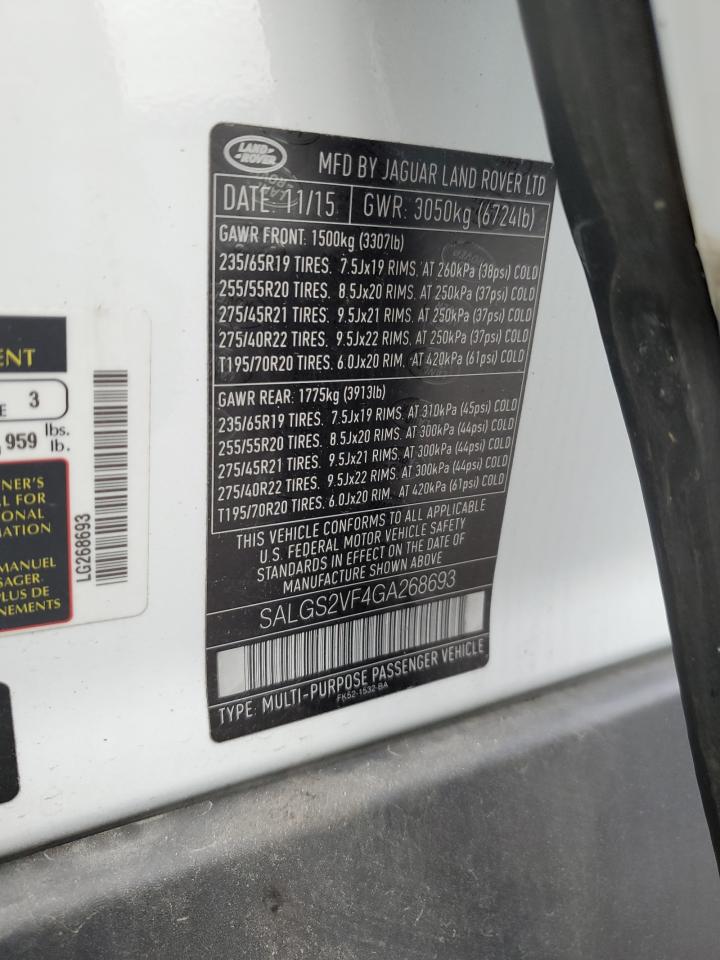 LAND ROVER
MFD BY JAGUAR LAND ROVER LTD
DATE: 11/15
GWR: 3050kg (6724lb)
GAWR FRONT: 1500kg (3307lb)
235/65R19 TIRES. 7.5Jx19 RIMS. AT 260kPa (38psi) COLD
255/55R20 TIRES. 8.5Jx20 RIMS. AT 250kPa (37psi) COLD
275/45R21 TIRES. 9.5Jx21 RIMS. AT 250kPa (37psi) COLD
275/40R22 TIRES. 9.5Jx22 RIMS. AT 250kPa (37psi) COLD
T195/70R20 TIRES. 6.0Jx20 RIM. AT 420kPa (61psi) COLD
GAWR REAR: 1775kg (3913lb)
235/65R19 TIRES. 7.5Jx19 RIMS. AT 310kPa (45psi) COLD
255/55R20 TIRES. 8.5Jx20 RIMS. AT 300kPa (44psi) COLD
275/45R21 TIRES. 9.5Jx21 RIMS. AT 300kPa (44psi) COLD
275/40R22 TIRES. 9.5Jx22 RIMS. AT 300kPa (44psi) COLD
T195/70R20 TIRES. 6.0Jx20 RIM. AT 420kPa (61psi) COLD
THIS VEHICLE CONFORMS TO ALL APPLICABLE
U.S. FEDERAL MOTOR VEHICLE SAFETY
STANDARDS IN EFFECT ON THE DATE OF
MANUFACTURE SHOWN ABOVE
SALGS2VF4GA268693
TYPE: MULTI-PURPOSE PASSENGER VEHICLE
FK52-1532-BA
ENT
E 3
959 lbs.
lb.
NER'S
L FOR
ONAL
ATION
MANUEL
SAGER
PLUS DE
NEMENTS
LG268693